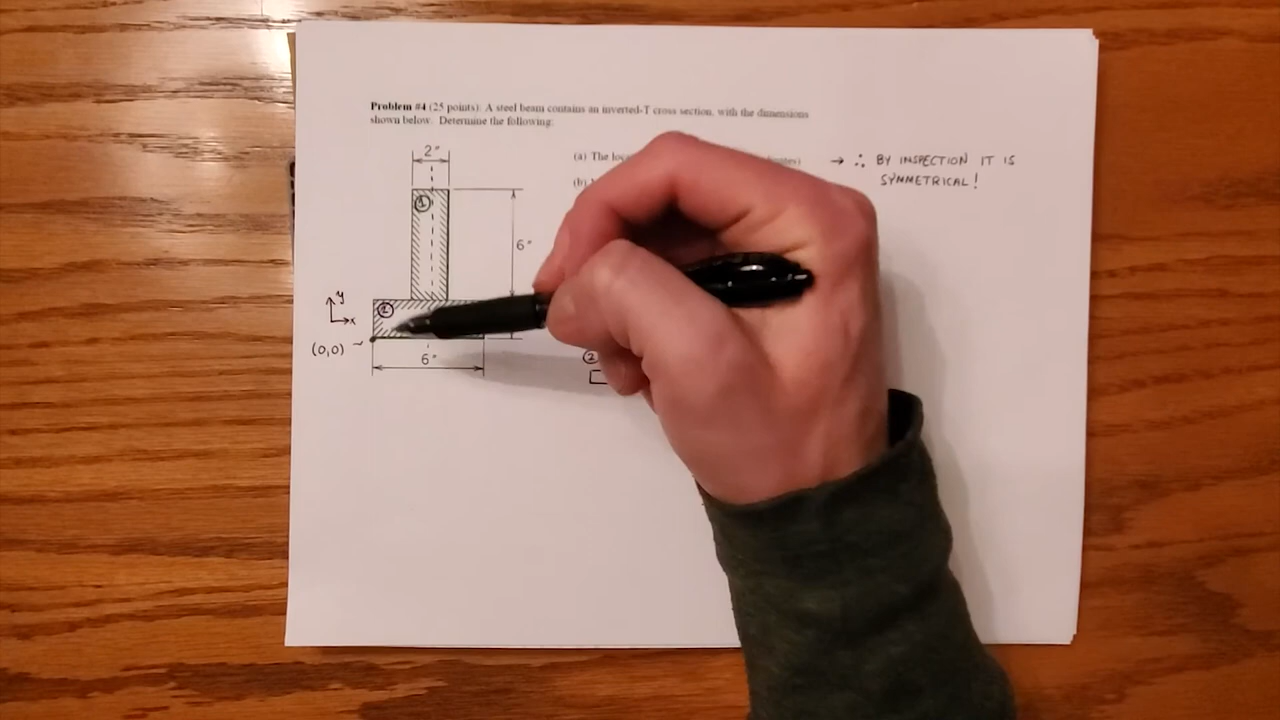 Problem #4 (25 points): A steel beam contains an inverted-T cross section, with the dimensions
shown below. Determine the following:
2"
(a) The
→ ∴ BY INSPECTION IT IS
SYMMETRICAL!
(b)
1
6"
y
x
2
(0,0)
6"
2